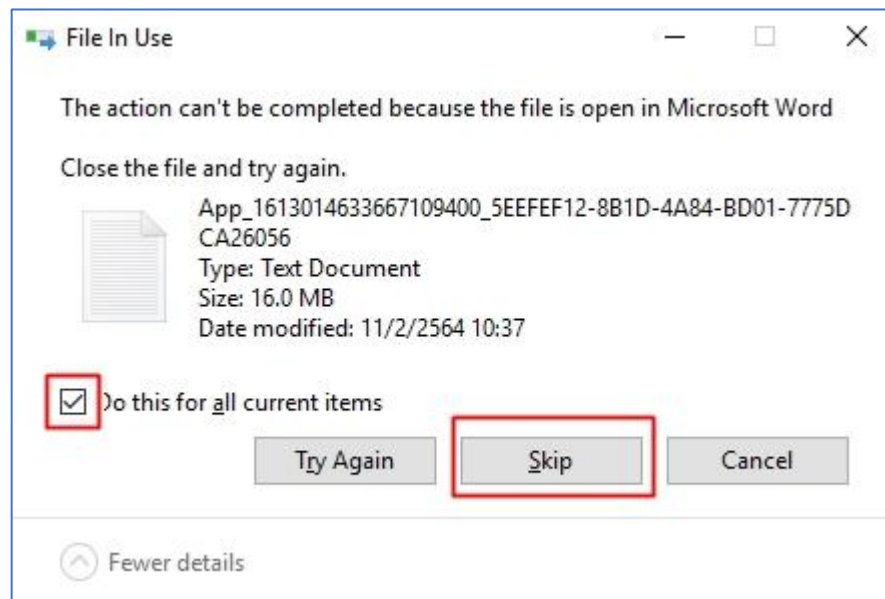 File In Use
The action can't be completed because the file is open in Microsoft Word
Close the file and try again.
App_1613014633667109400_5EEFEF12-8B1D-4A84-BD01-7775D
CA26056
Type: Text Document
Size: 16.0 MB
Date modified: 11/2/2564 10:37
Do this for all current items
Try Again
Skip
Cancel
Fewer details